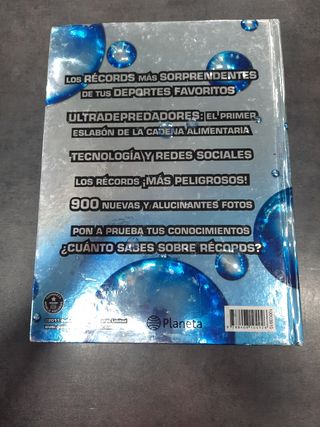 LOS RÉCORDS MÁS SORPRENDENTES
DE TUS DEPORTES FAVORITOS
ULTRADEPREDADORES: EL PRIMER
ESLABÓN DE LA CADENA ALIMENTARIA
TECNOLOGÍA Y REDES SOCIALES
LOS RÉCORDS ¡MÁS PELIGROSOS!
900 NUEVAS Y ALUCINANTES FOTOS
PON A PRUEBA TUS CONOCIMIENTOS
¿CUÁNTO SABES SOBRE RÉCORDS?
Planeta